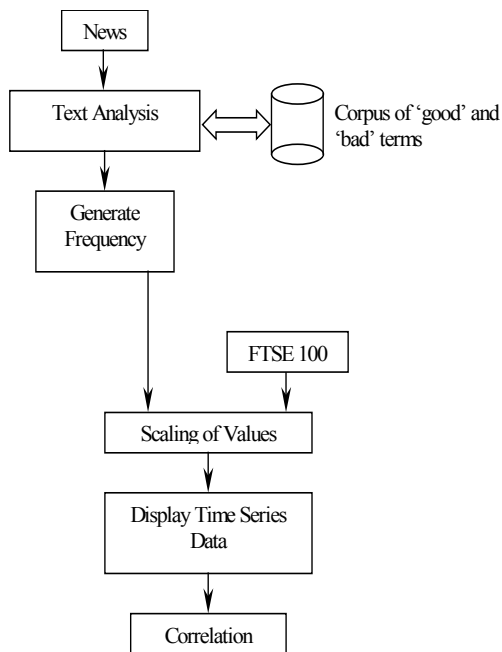 News
Text Analysis
Corpus of ‘good’ and
‘bad’ terms
Generate
Frequency
FTSE 100
Scaling of Values
Display Time Series
Data
Correlation